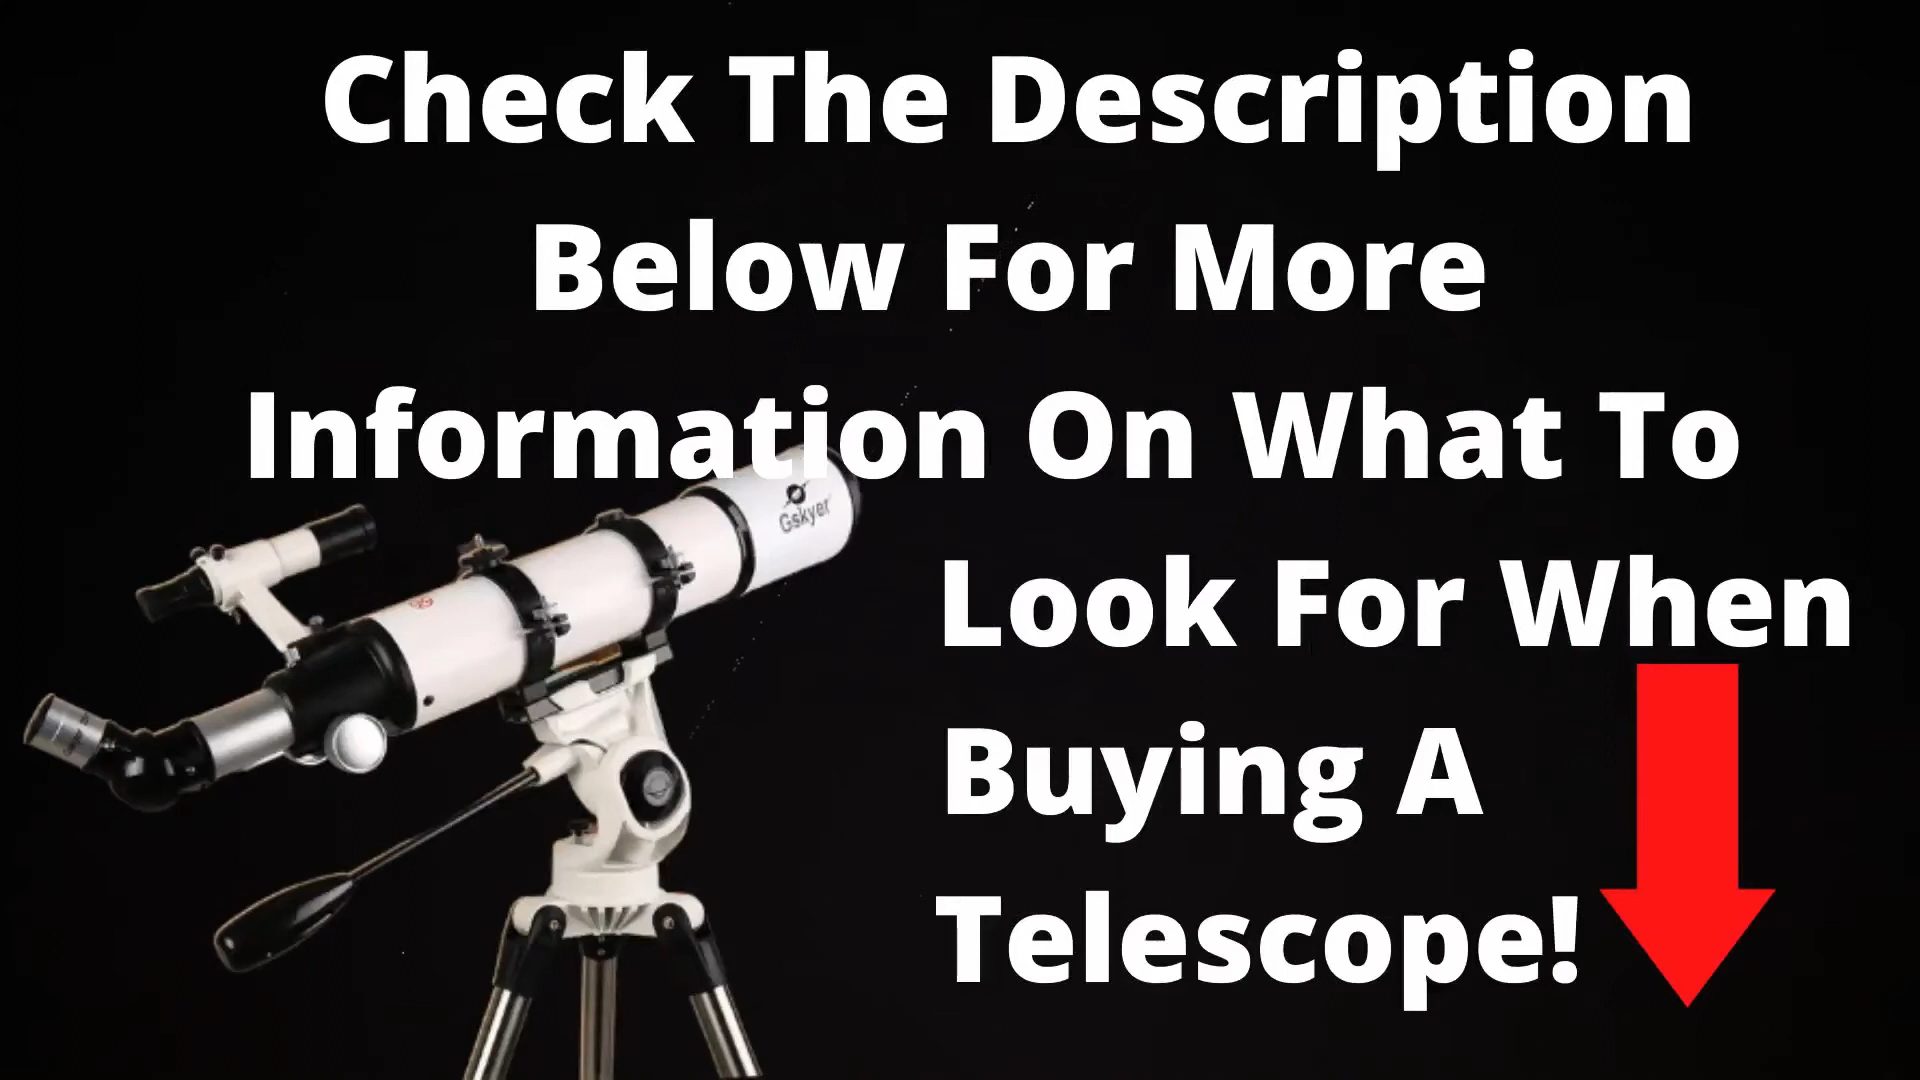 Check The Description
Below For More
Information On What To
Gskyer
Look For When
Buying A
Telescope!